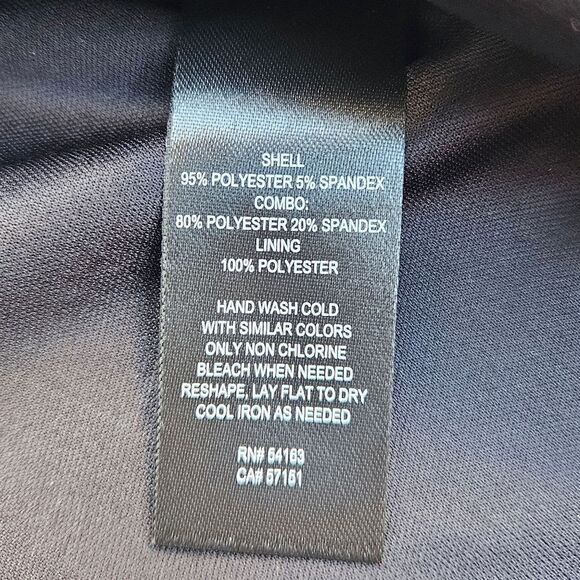 SHELL
95% POLYESTER 5% SPANDEX
COMBO:
80% POLYESTER 20% SPANDEX
LINING
100% POLYESTER
HAND WASH COLD
WITH SIMILAR COLORS
ONLY NON CHLORINE
BLEACH WHEN NEEDED
RESHAPE, LAY FLAT TO DRY
COOL IRON AS NEEDED
RN# 54163
CA# 57151